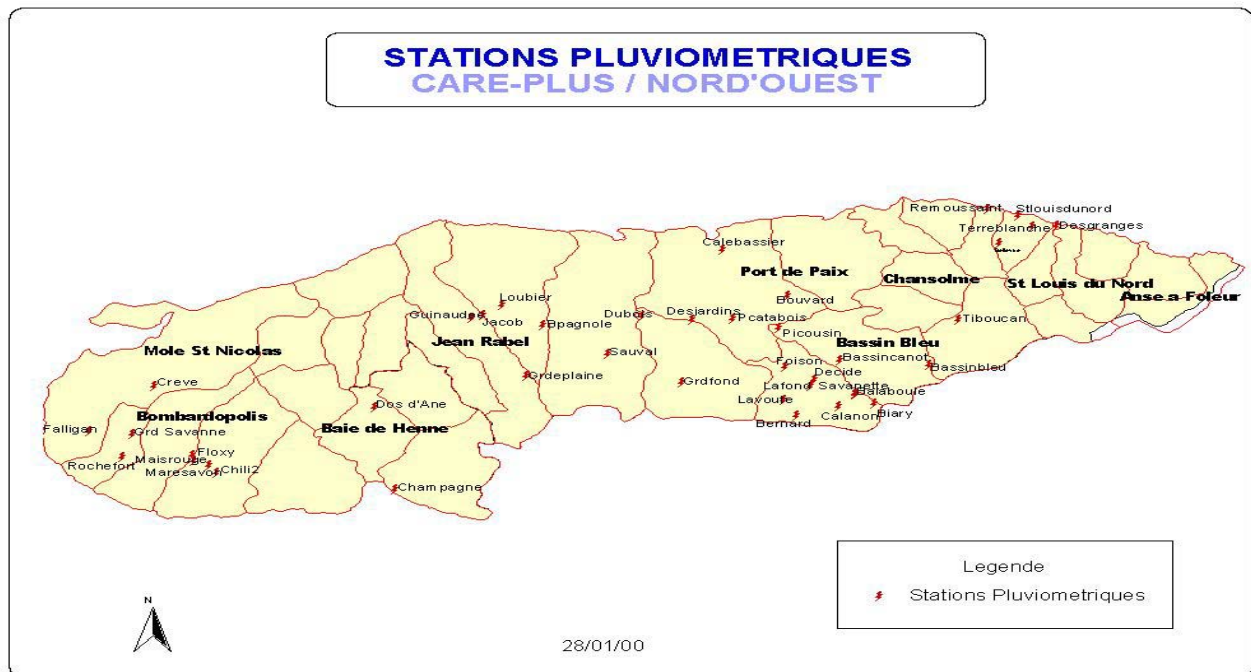 STATIONS PLUVIOMETRIQUES
CARE-PLUS / NORD'OUEST
Remoussaint
Stlouisdunord
Terreblanche
Desgranges
Calebassier
Port de Paix
Chansolme
St Louis du Nord
Anse a Foleur
Loubier
Bouvard
Guinaudee
Jacob
Bpagnole
Dubois
Desjardins
Pcatabois
Tiboucan
Picousin
Mole St Nicolas
Jean Rabel
Bassin Bleu
Sauval
Foison
Bassincanot
Bassinbleu
Creve
Grdeplaine
Grdfond
Decide
Lafond
Savanette
Balaboule
Lavoute
Bombardopolis
Dos d'Ane
Calanon
Biary
Bernard
Falligan
Grd Savanne
Baie de Henne
Rochefort
Maisrouge
Floxy
Maresavon
Chili2
Champagne
Legende
Stations Pluviometriques
N
28/01/00